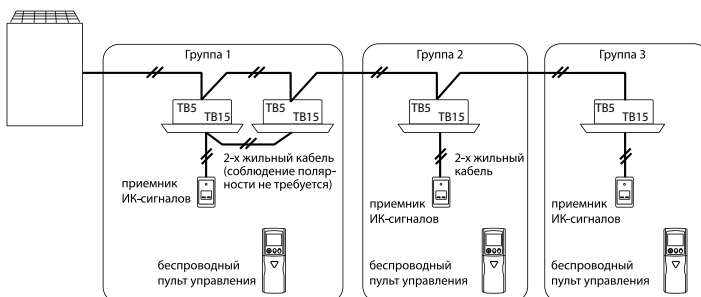 Группа 1
Группа 2
Группа 3
TB5
TB15
TB5
TB15
TB5
TB15
TB5
TB15
2-х жильный кабель
(соблюдение поляр-
ности не требуется)
2-х жильный
кабель
приемник
ИК-сигналов
приемник
ИК-сигналов
приемник
ИК-сигналов
беспроводный
пульт управления
беспроводный
пульт управления
беспроводный
пульт управления